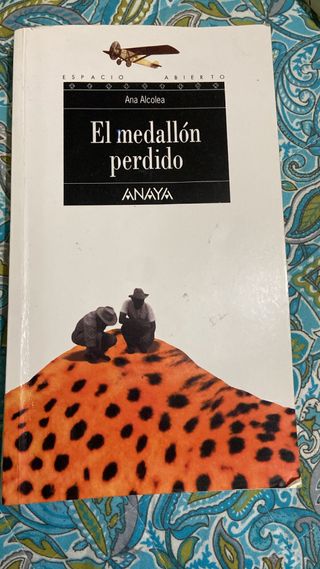 ESPACIO ABIERTO
Ana Alcolea
El medallón
perdido
ANAYA